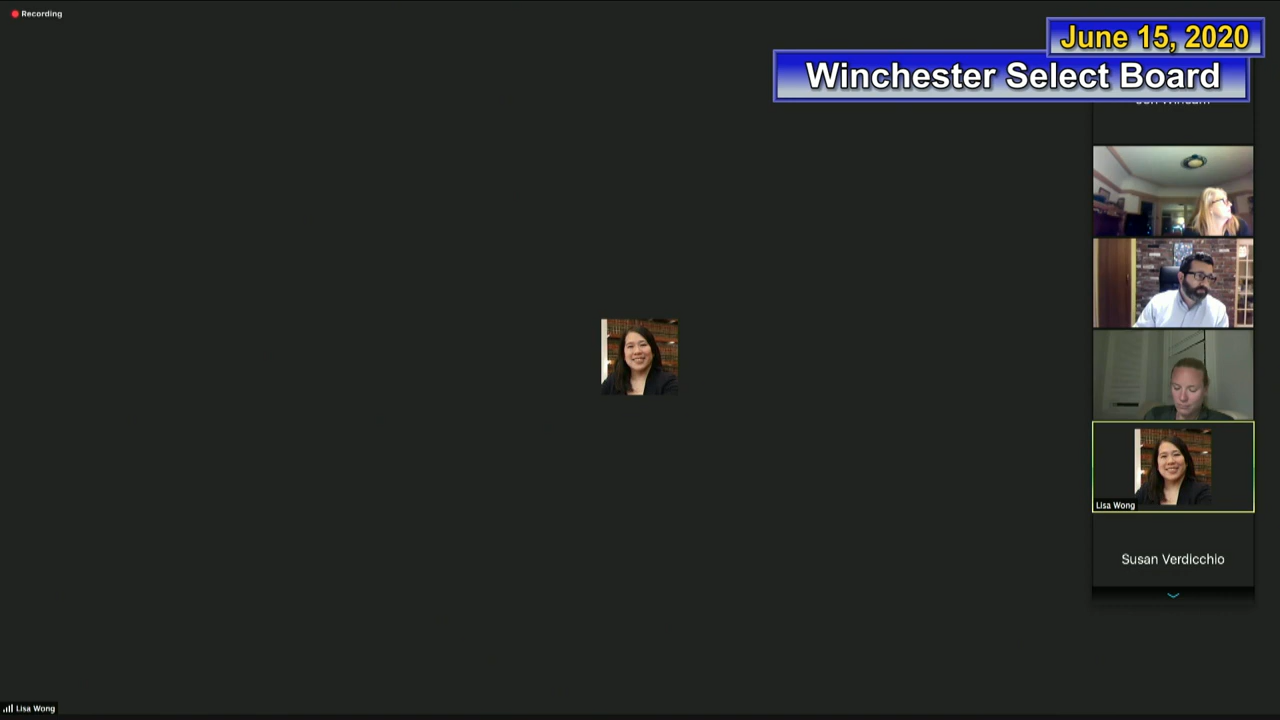 Recording
June 15, 2020
Winchester Select Board
Lisa Wong
Susan Verdicchio
Lisa Wong